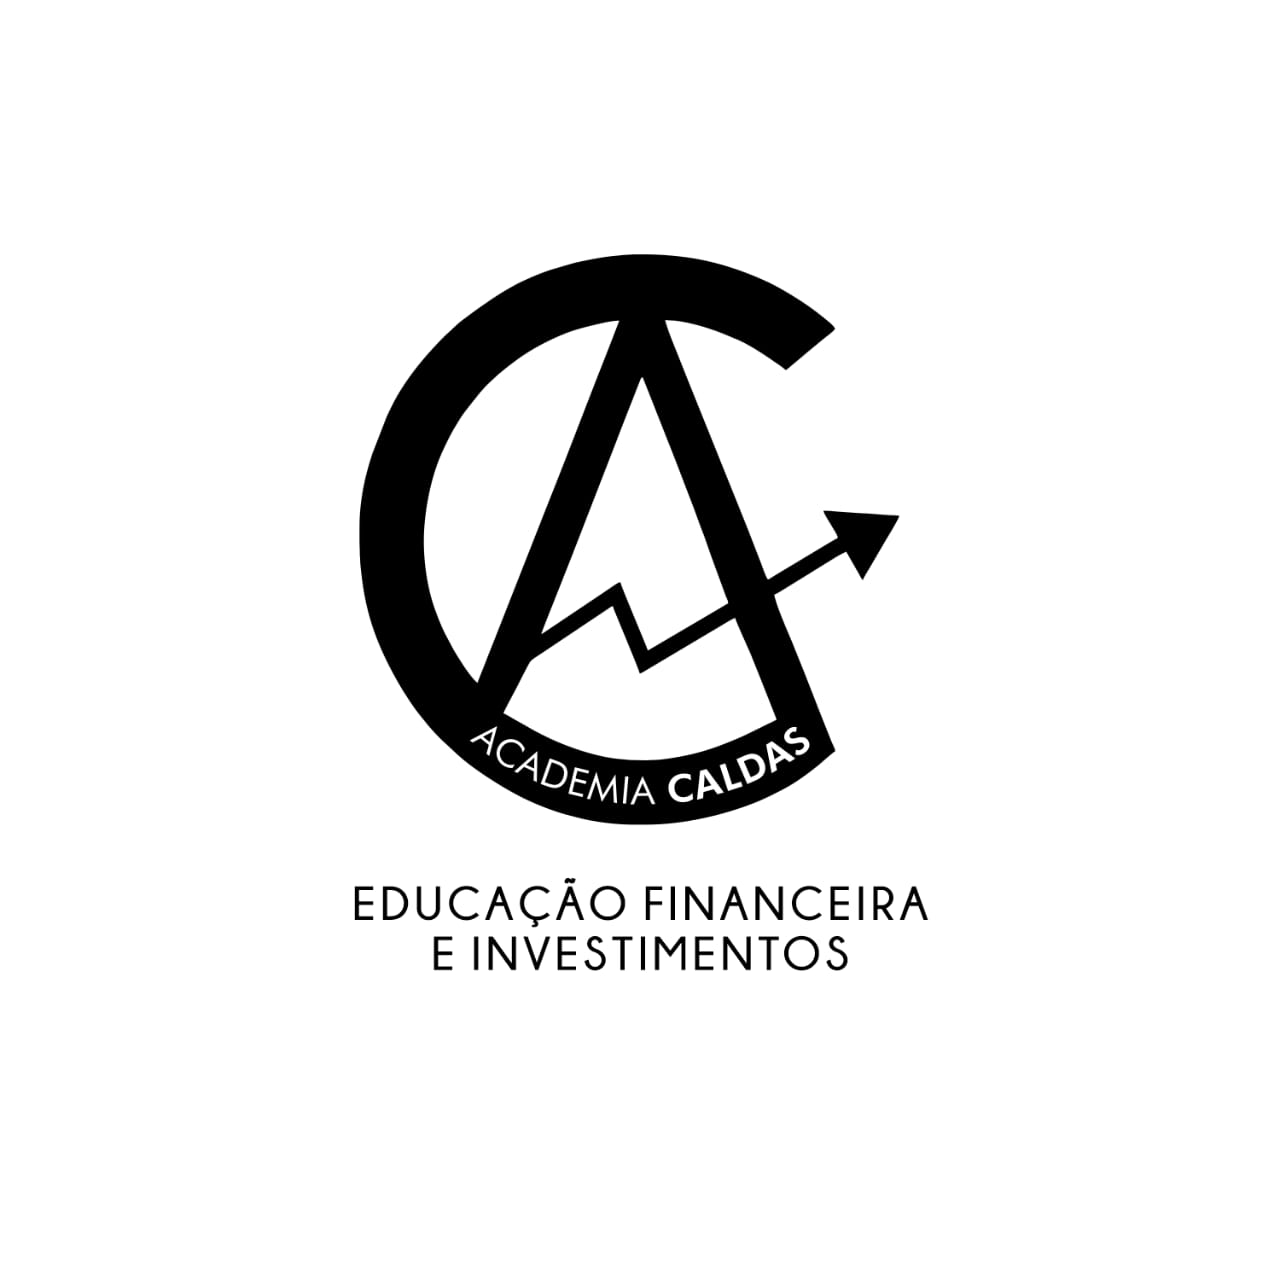 ACADEMIA CALDAS
EDUCAÇÃO FINANCEIRA
E INVESTIMENTOS